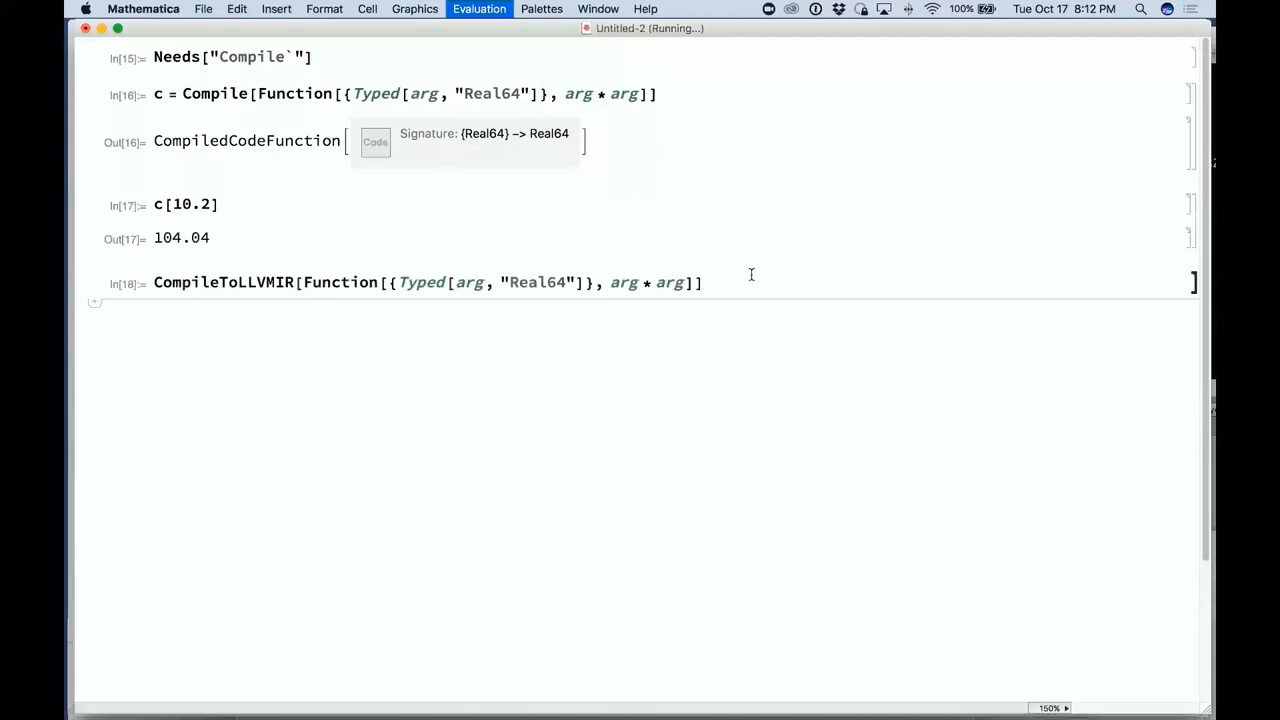 Mathematica File Edit Insert Format Cell Graphics Evaluation Palettes Window Help 100% Tue Oct 17 8:12 PM
Untitled-2 (Running...)
In[15]:= Needs["Compile`"]
In[16]:= c = Compile[Function[{Typed[arg, "Real64"]}, arg * arg]]
Out[16]= CompiledCodeFunction[Code Signature: {Real64} -> Real64]
In[17]:= c[10.2]
Out[17]= 104.04
In[18]:= CompileToLLVMIR[Function[{Typed[arg, "Real64"]}, arg * arg]]
150%